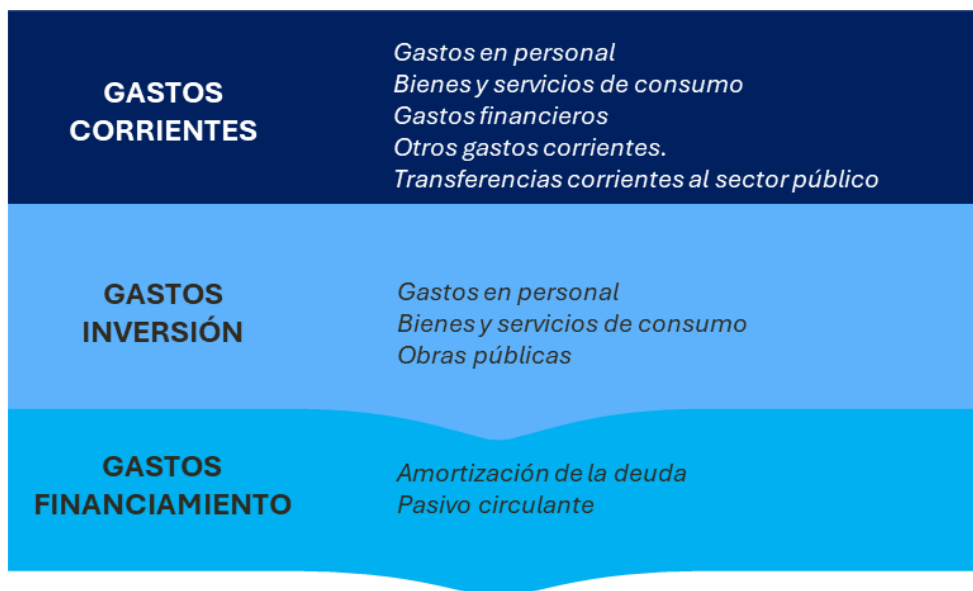 GASTOS
CORRIENTES
Gastos en personal
Bienes y servicios de consumo
Gastos financieros
Otros gastos corrientes.
Transferencias corrientes al sector público
GASTOS
INVERSIÓN
Gastos en personal
Bienes y servicios de consumo
Obras públicas
GASTOS
FINANCIAMIENTO
Amortización de la deuda
Pasivo circulante